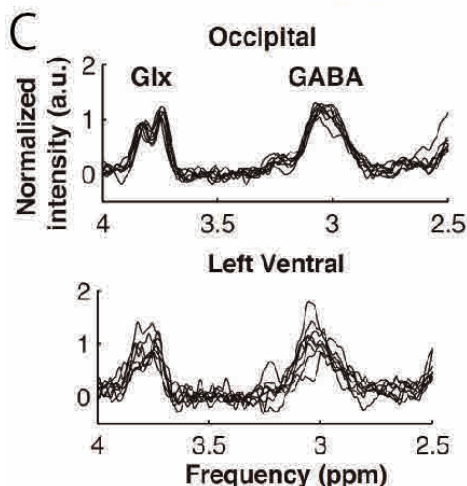 C
Occipital
Glx GABA
Normalized
intensity (a.u.)
2
1
0
4 3.5 3 2.5
Left Ventral
2
1
0
4 3.5 3 2.5
Frequency (ppm)